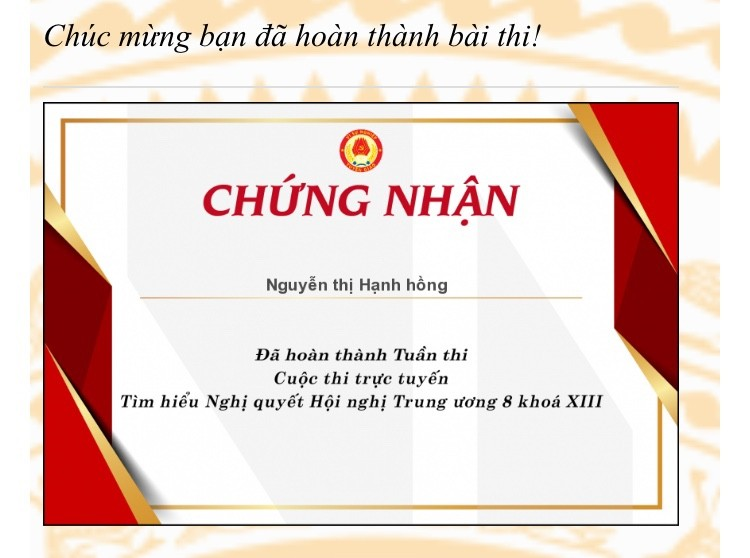 Chúc mừng bạn đã hoàn thành bài thi!
CHỨNG NHẬN
Nguyễn thị Hạnh hồng
Đã hoàn thành Tuần thi
Cuộc thi trực tuyến
Tìm hiểu Nghị quyết Hội nghị Trung ương 8 khoá XIII